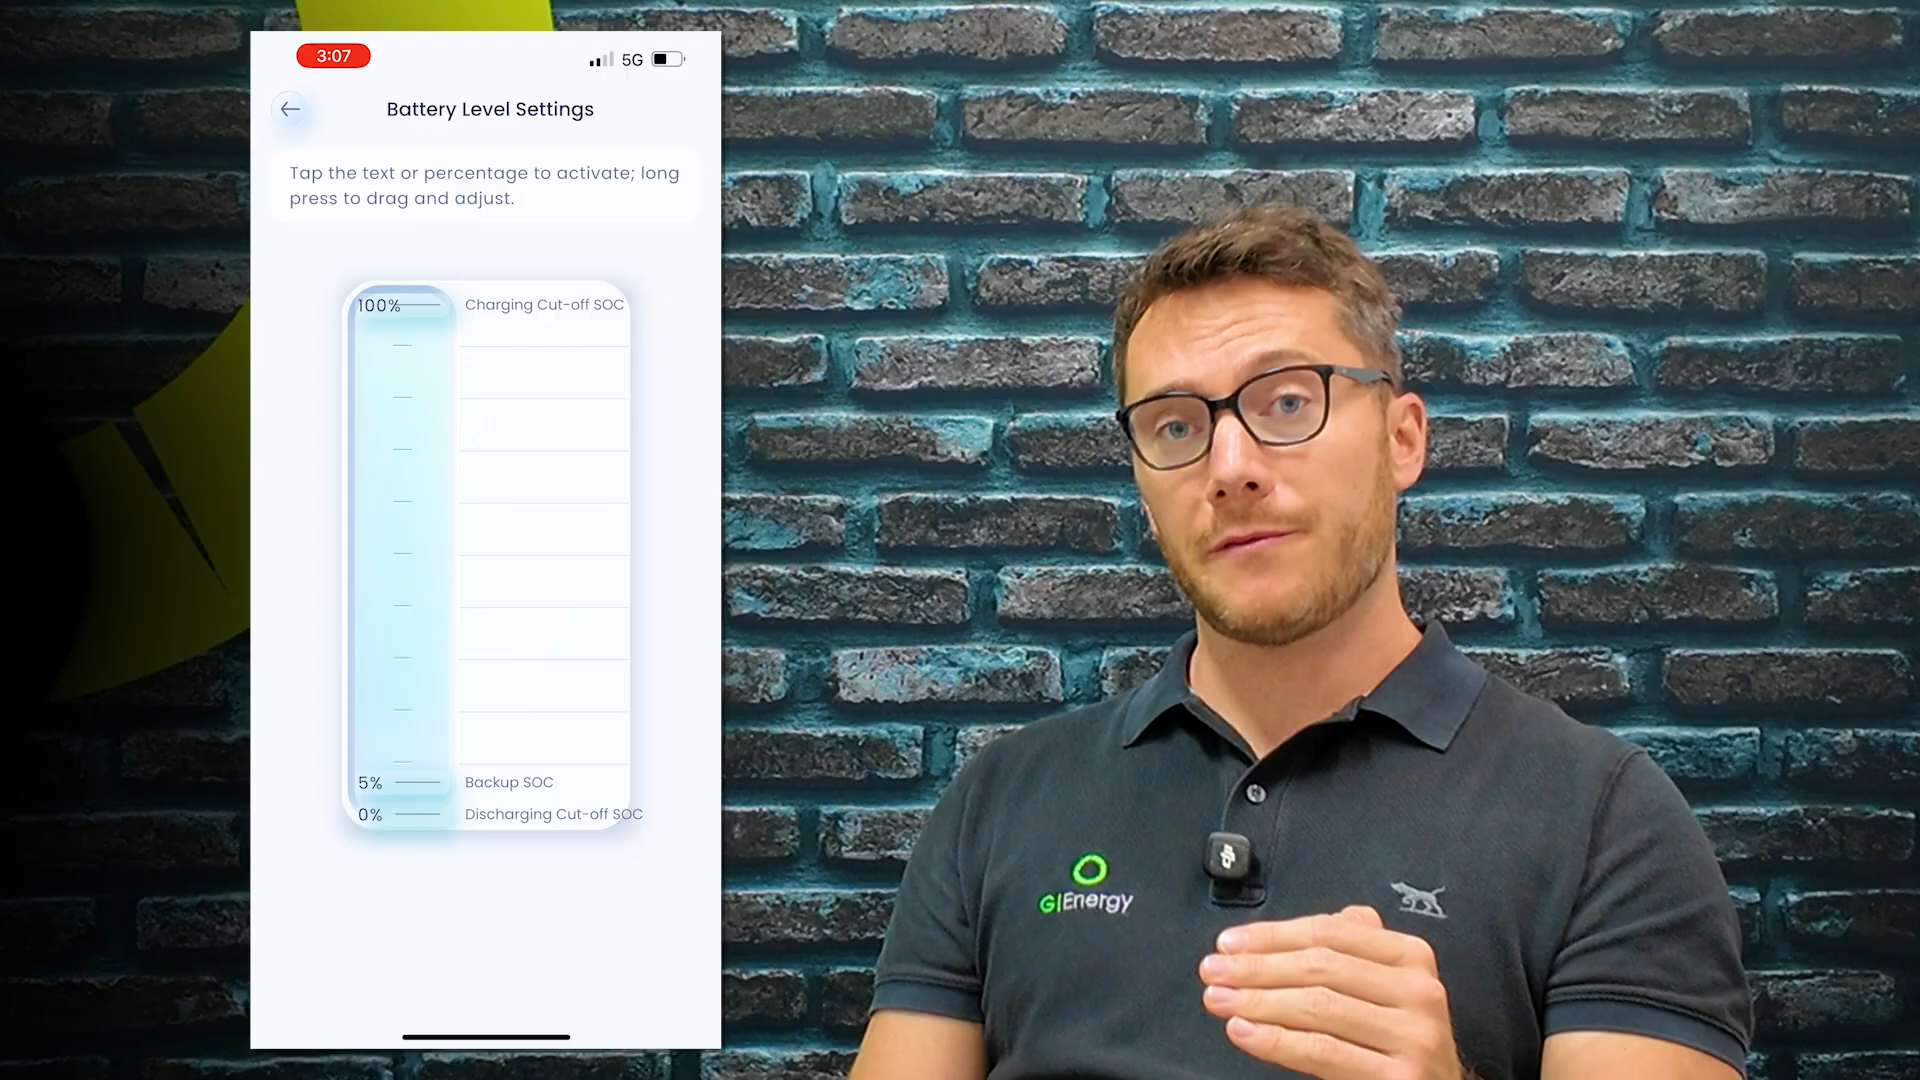 3:07
5G
Battery Level Settings
Tap the text or percentage to activate; long
press to drag and adjust.
100% Charging Cut-off SOC
5% Backup SOC
0% Discharging Cut-off SOC
GIEnergy